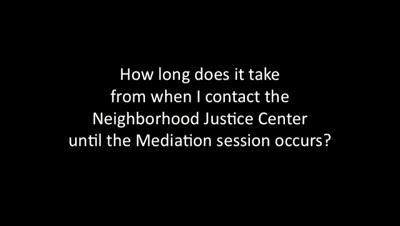 How long does it take
from when I contact the
Neighborhood Justice Center
until the Mediation session occurs?